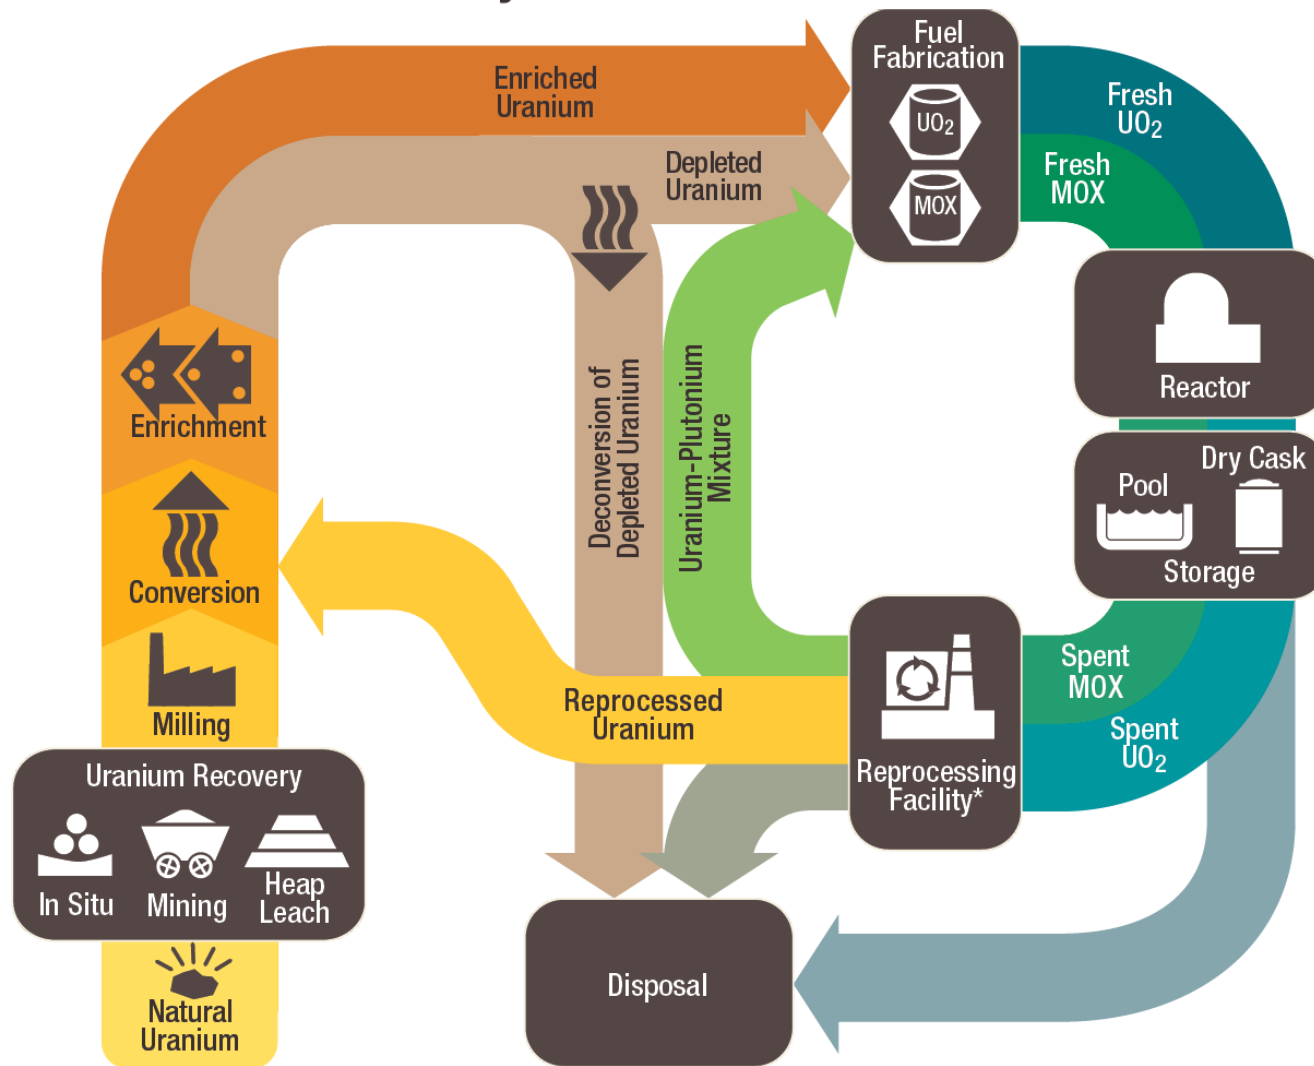 Fuel
Fabrication
UO2
MOX
Enriched
Uranium
Depleted
Uranium
Fresh
UO2
Fresh
MOX
Reactor
Dry Cask
Pool
Storage
Enrichment
Deconversion of
Depleted Uranium
Uranium-Plutonium
Mixture
Conversion
Milling
Reprocessed
Uranium
Spent
MOX
Spent
UO2
Reprocessing
Facility*
Uranium Recovery
In Situ
Mining
Heap
Leach
Disposal
Natural
Uranium